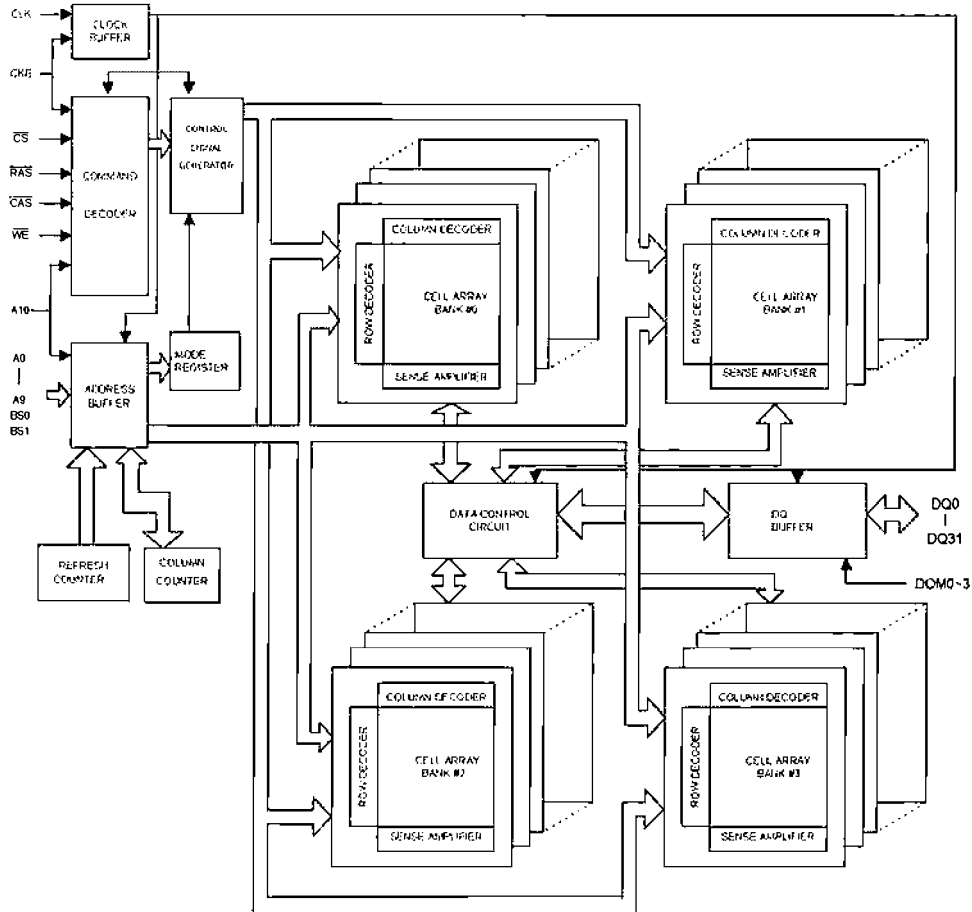 CLK
CLOCK
BUFFER
CKE
CS
RAS
CAS
WE
COMMAND
DECODER
CONTROL
SIGNAL
GENERATOR
A10
A0
A9
BS0
BS1
ADDRESS
BUFFER
MODE
REGISTER
REFRESH
COUNTER
COLUMN
COUNTER
COLUMN DECODER
ROW DECODER
CELL ARRAY
BANK #0
SENSE AMPLIFIER
COLUMN DECODER
ROW DECODER
CELL ARRAY
BANK #1
SENSE AMPLIFIER
DATA CONTROL
CIRCUIT
DQ
BUFFER
DQ0
DQ31
DQM0~3
COLUMN DECODER
ROW DECODER
CELL ARRAY
BANK #2
SENSE AMPLIFIER
COLUMN DECODER
ROW DECODER
CELL ARRAY
BANK #3
SENSE AMPLIFIER